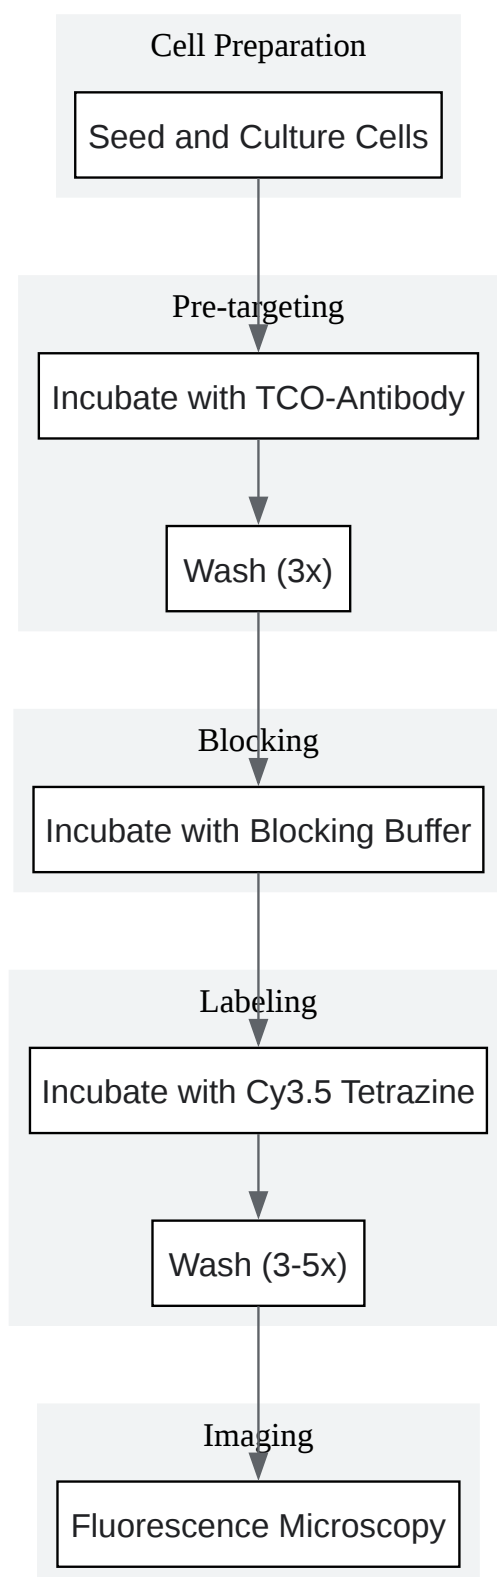 Cell Preparation
Seed and Culture Cells
Pre-targeting
Incubate with TCO-Antibody
Wash (3x)
Blocking
Incubate with Blocking Buffer
Labeling
Incubate with Cy3.5 Tetrazine
Wash (3-5x)
Imaging
Fluorescence Microscopy